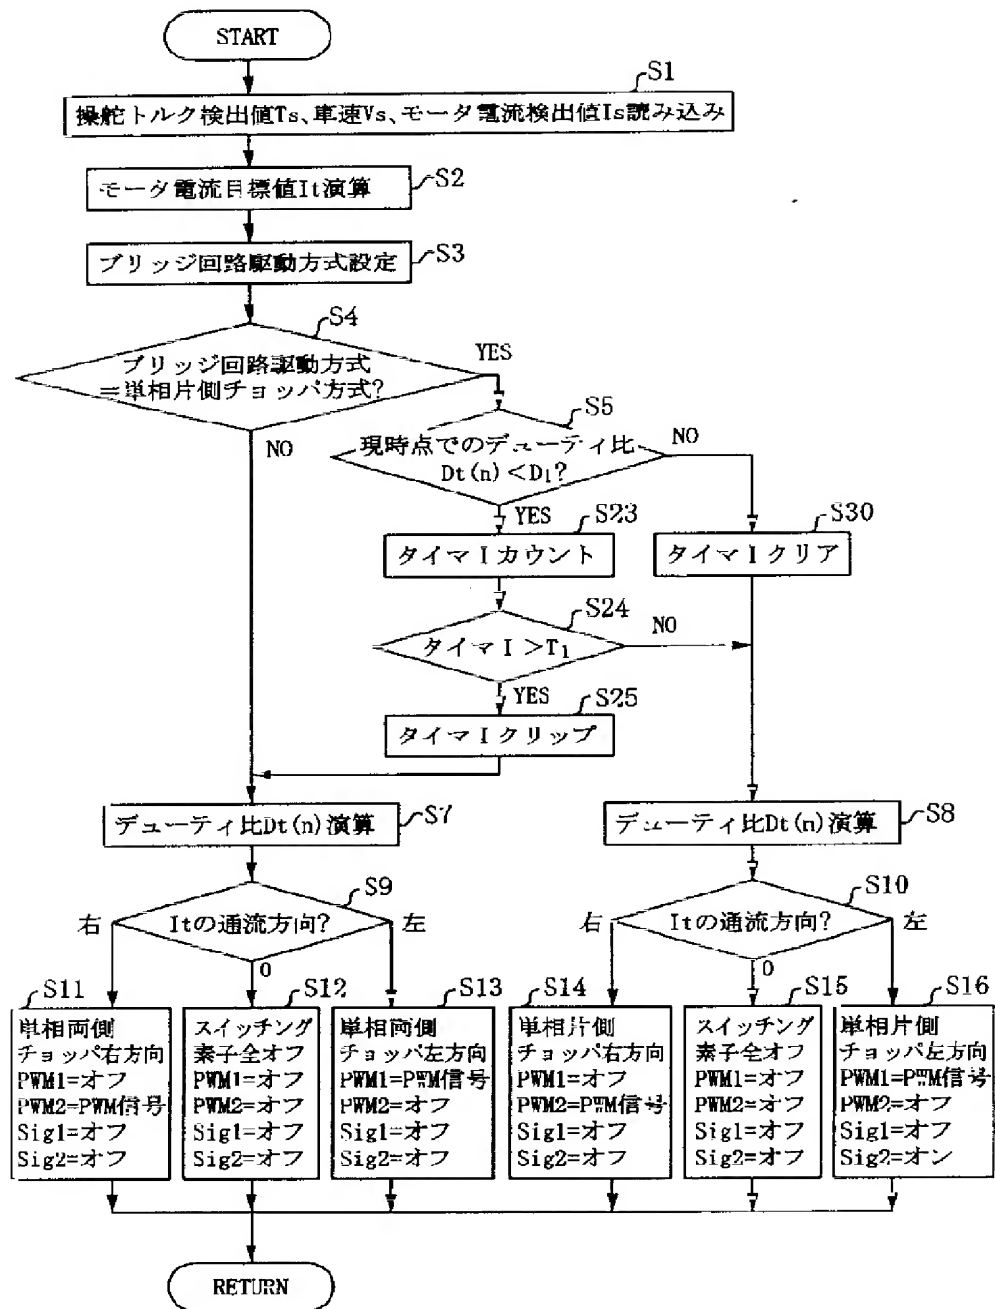 START
S1
操舵トルク検出値Ts、車速Vs、モータ電流検出値Is読み込み
S2
モータ電流目標値It演算
S3
ブリッジ回路駆動方式設定
S4
ブリッジ回路駆動方式
=単相片側チョッパ方式?
YES
NO
S5
現時点でのデューティ比
Dt(n)<D1?
NO
YES
S23
タイマIカウント
S30
タイマIクリア
S24
タイマI>T1
NO
YES
S25
タイマIクリップ
デューティ比Dt(n)演算
S7
デューティ比Dt(n)演算
S8
S9
Itの通流方向?
右
左
0
S10
Itの通流方向?
右
左
0
S11
単相両側
チョッパ右方向
PWM1=オフ
PWM2=PWM信号
Sig1=オフ
Sig2=オフ
S12
スイッチング
素子全オフ
PWM1=オフ
PWM2=オフ
Sig1=オフ
Sig2=オフ
S13
単相両側
チョッパ左方向
PWM1=PWM信号
PWM2=オフ
Sig1=オフ
Sig2=オフ
S14
単相片側
チョッパ右方向
PWM1=オフ
PWM2=PWM信号
Sig1=オフ
Sig2=オフ
S15
スイッチング
素子全オフ
PWM1=オフ
PWM2=オフ
Sig1=オフ
Sig2=オフ
S16
単相片側
チョッパ左方向
PWM1=PWM信号
PWM2=オフ
Sig1=オフ
Sig2=オン
RETURN